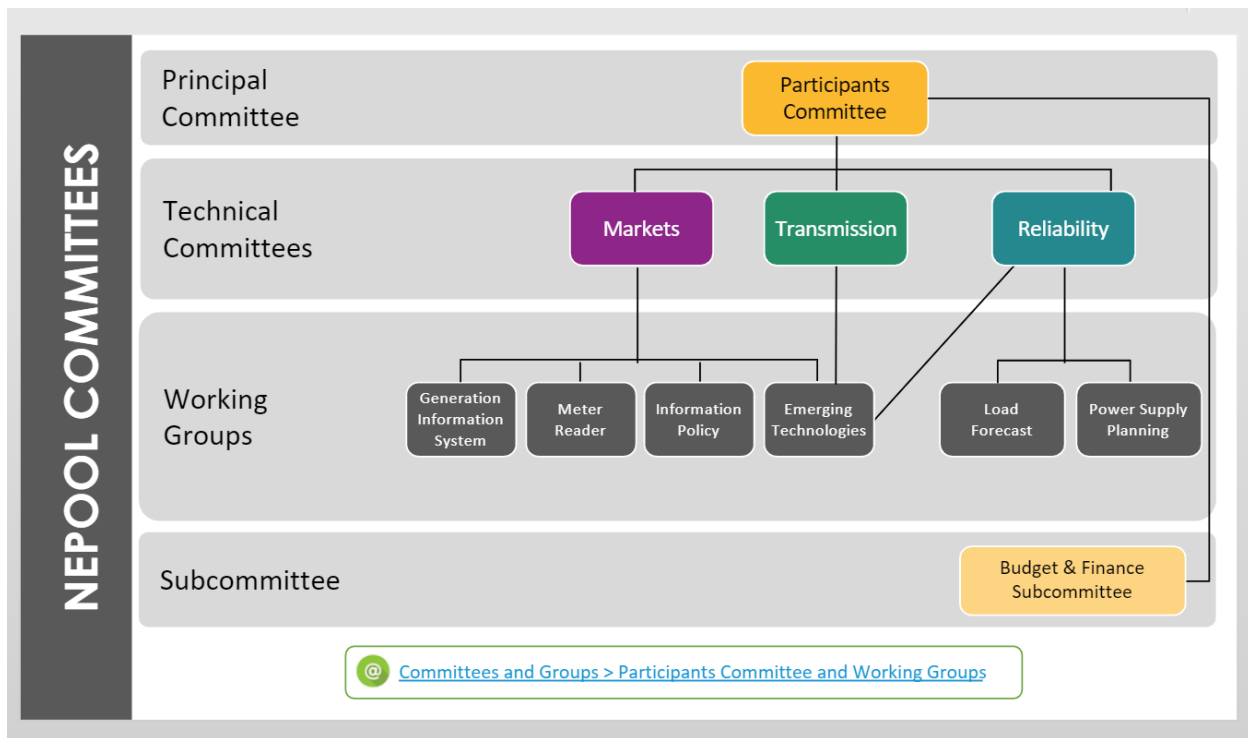 NEPOOL COMMITTEES
Principal
Committee
Participants
Committee
Technical
Committees
Markets
Transmission
Reliability
Working
Groups
Generation
Information
System
Meter
Reader
Information
Policy
Emerging
Technologies
Load
Forecast
Power Supply
Planning
Subcommittee
Budget & Finance
Subcommittee
@
Committees and Groups > Participants Committee and Working Groups